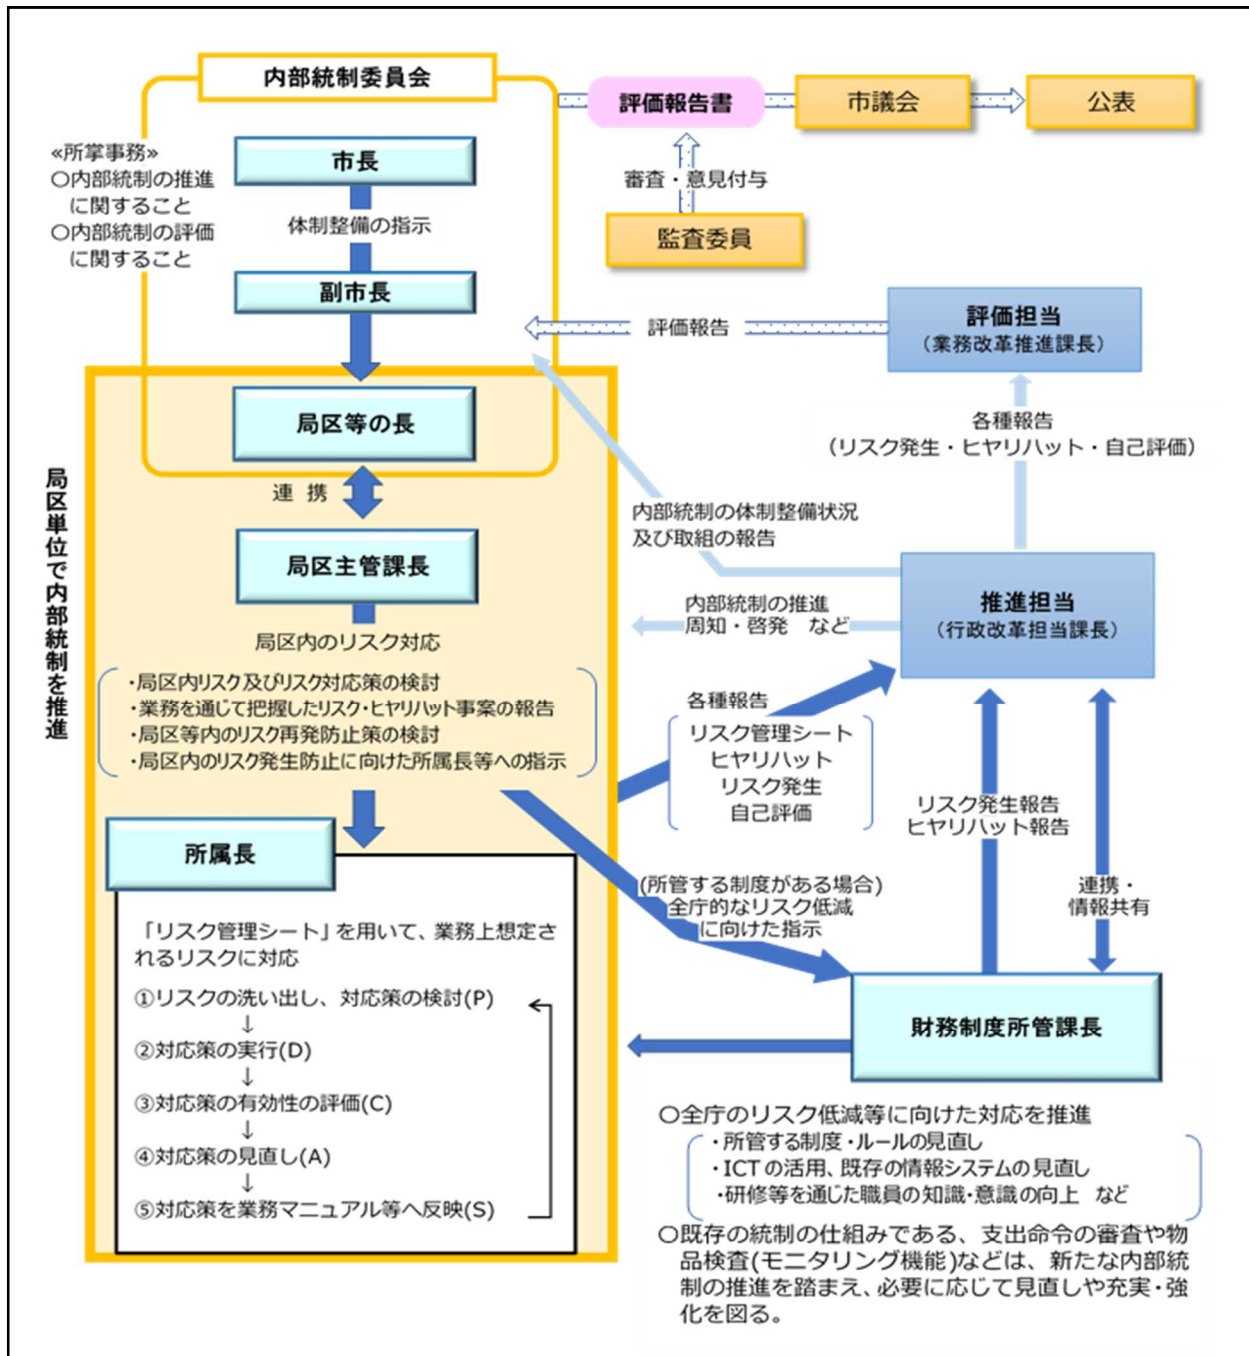 内部統制委員会
評価報告書
市議会
公表
≪所掌事務≫
〇内部統制の推進
に関すること
〇内部統制の評価
に関すること
市長
体制整備の指示
副市長
審査・意見付与
監査委員
評価報告
評価担当
（業務改革推進課長）
局区等の長
連 携
各種報告
（リスク発生・ヒヤリハット・自己評価）
局区単位で内部統制を推進
局区主管課長
内部統制の体制整備状況
及び取組の報告
推進担当
（行政改革担当課長）
内部統制の推進
周知・啓発　など
局区内のリスク対応
・局区内リスク及びリスク対応策の検討
・業務を通じて把握したリスク・ヒヤリハット事案の報告
・局区等内のリスク再発防止策の検討
・局区内のリスク発生防止に向けた所属長等への指示
各種報告
リスク管理シート
ヒヤリハット
リスク発生
自己評価
リスク発生報告
ヒヤリハット報告
連携・
情報共有
所属長
(所管する制度がある場合)
全庁的なリスク低減
に向けた指示
「リスク管理シート」を用いて、業務上想定さ
れるリスクに対応
①リスクの洗い出し、対応策の検討(P)
↓
②対応策の実行(D)
↓
③対応策の有効性の評価(C)
↓
④対応策の見直し(A)
↓
⑤対応策を業務マニュアル等へ反映(S)
財務制度所管課長
〇全庁のリスク低減等に向けた対応を推進
・所管する制度・ルールの見直し
・ICTの活用、既存の情報システムの見直し
・研修等を通じた職員の知識・意識の向上　など
〇既存の統制の仕組みである、支出命令の審査や物
品検査(モニタリング機能)などは、新たな内部統
制の推進を踏まえ、必要に応じて見直しや充実・強
化を図る。